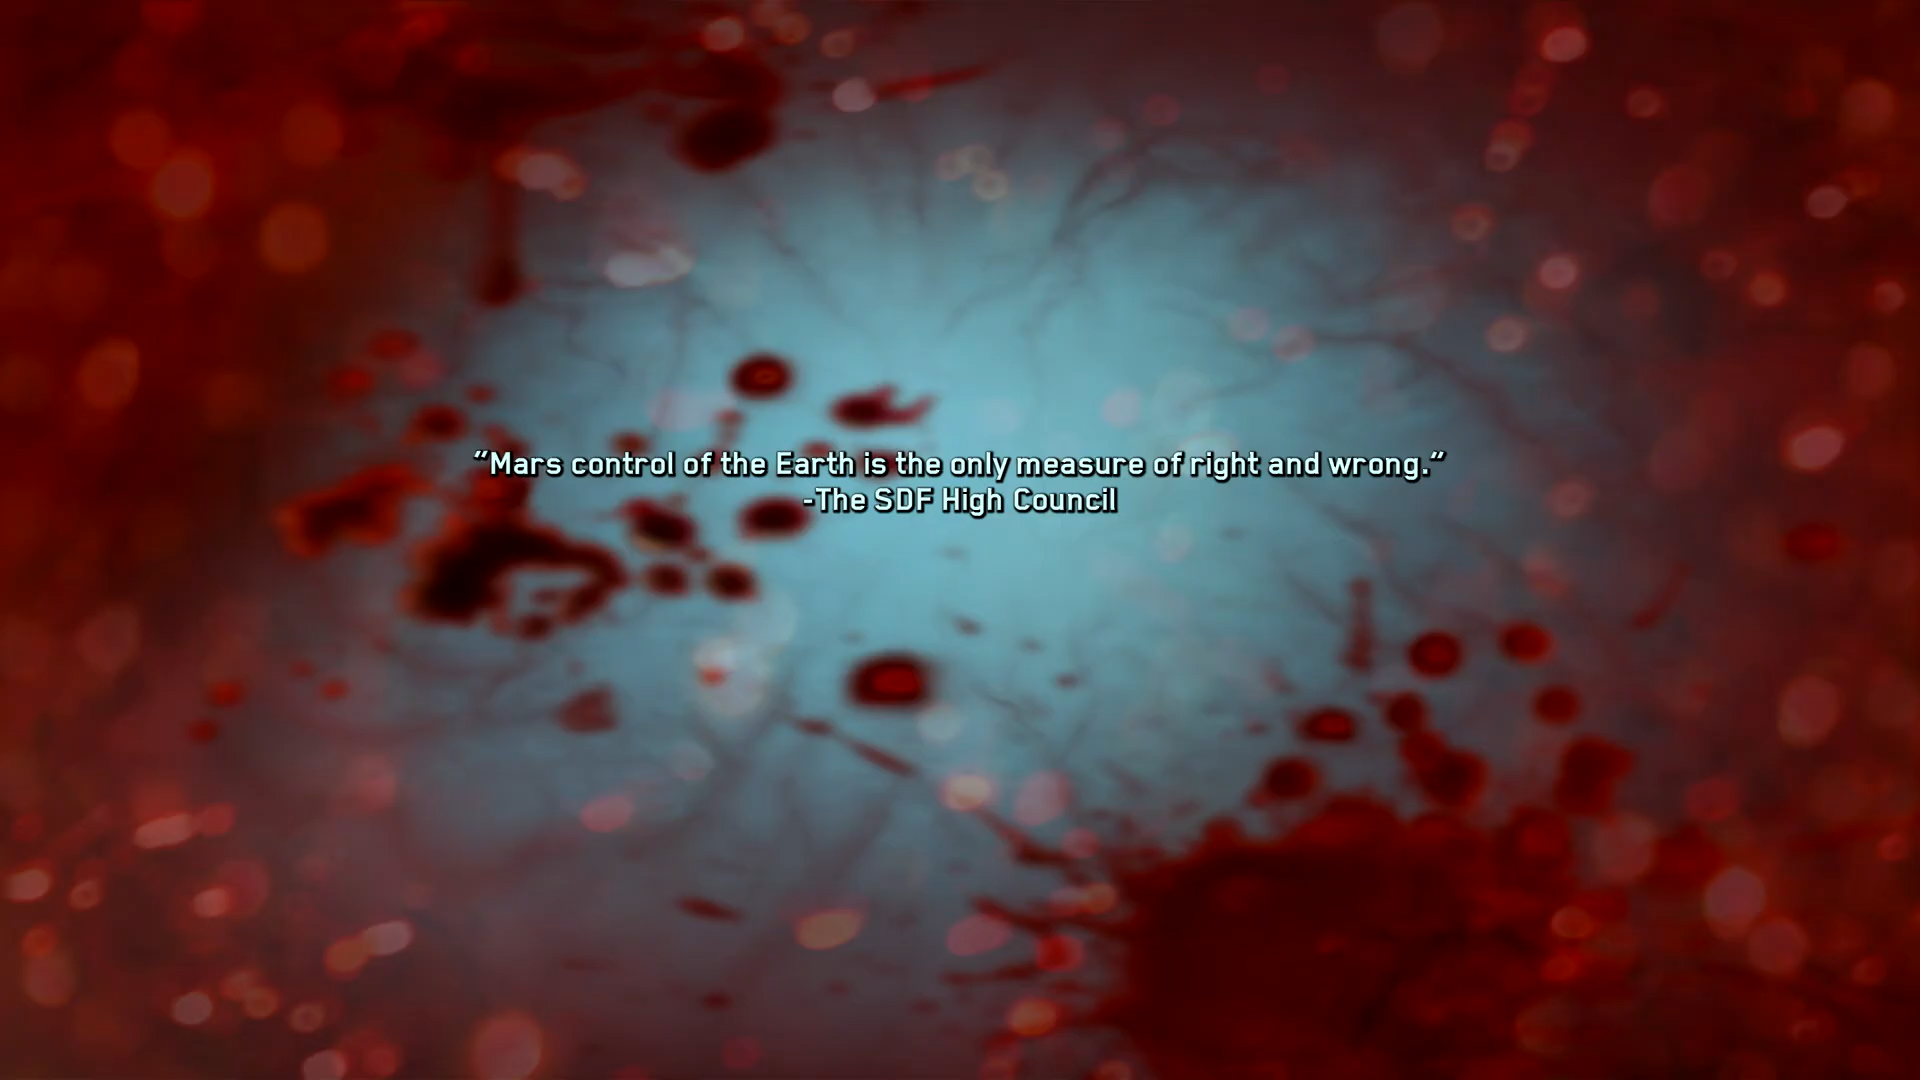 “Mars control of the Earth is the only measure of right and wrong.”
-The SDF High Council